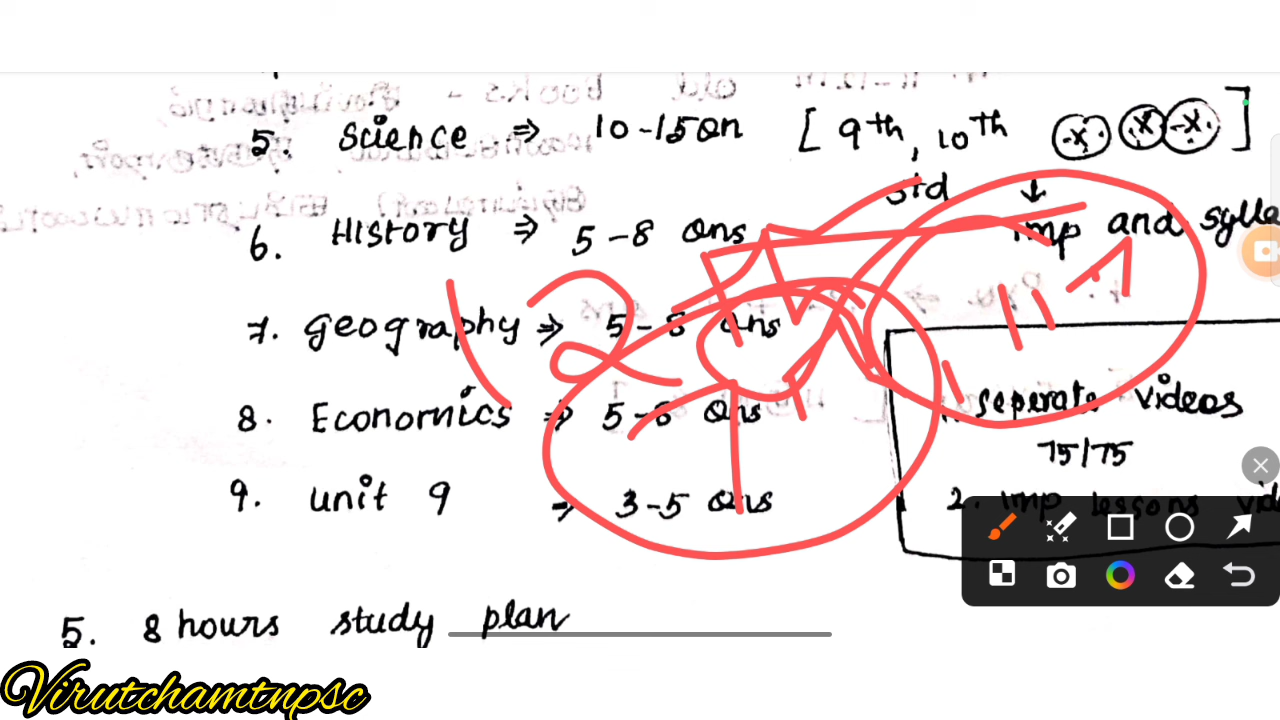 5. Science ⇒ 10-15 Qn [ 9th, 10th
std ↓
6. History ⇒ 5-8 Qns imp and sylla
7. Geography ⇒ 5-8 Qns
seperate videos
8. Economics ⇒ 5-8 Qns
75/75
9. unit 9 ⇒ 3-5 Qns 2. imp lessons vid
5. 8 hours study plan
Virutchamtnpsc